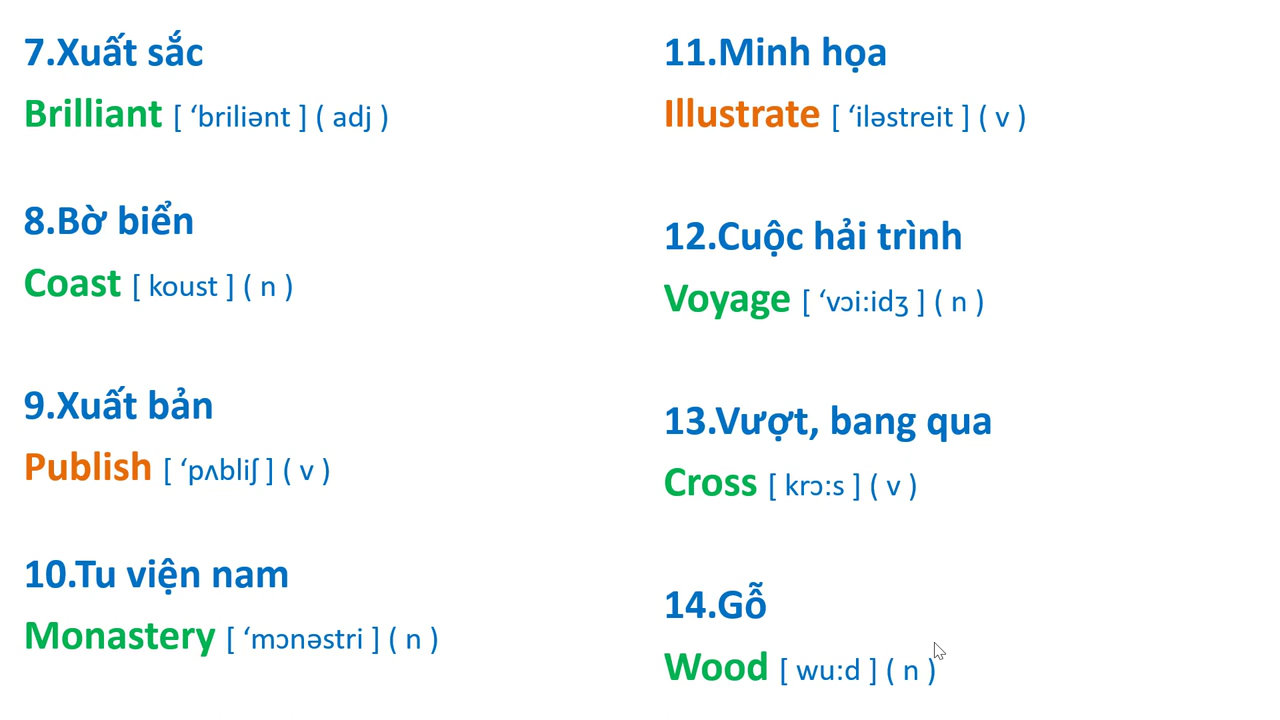 7.Xuất sắc
Brilliant [ ‘briliənt ] ( adj )
8.Bờ biển
Coast [ koust ] ( n )
9.Xuất bản
Publish [ ‘pʌbliʃ ] ( v )
10.Tu viện nam
Monastery [ ‘mɔnəstri ] ( n )
11.Minh họa
Illustrate [ ‘iləstreit ] ( v )
12.Cuộc hải trình
Voyage [ ‘vɔi:idʒ ] ( n )
13.Vượt, bang qua
Cross [ krɔ:s ] ( v )
14.Gỗ
Wood [ wu:d ] ( n )